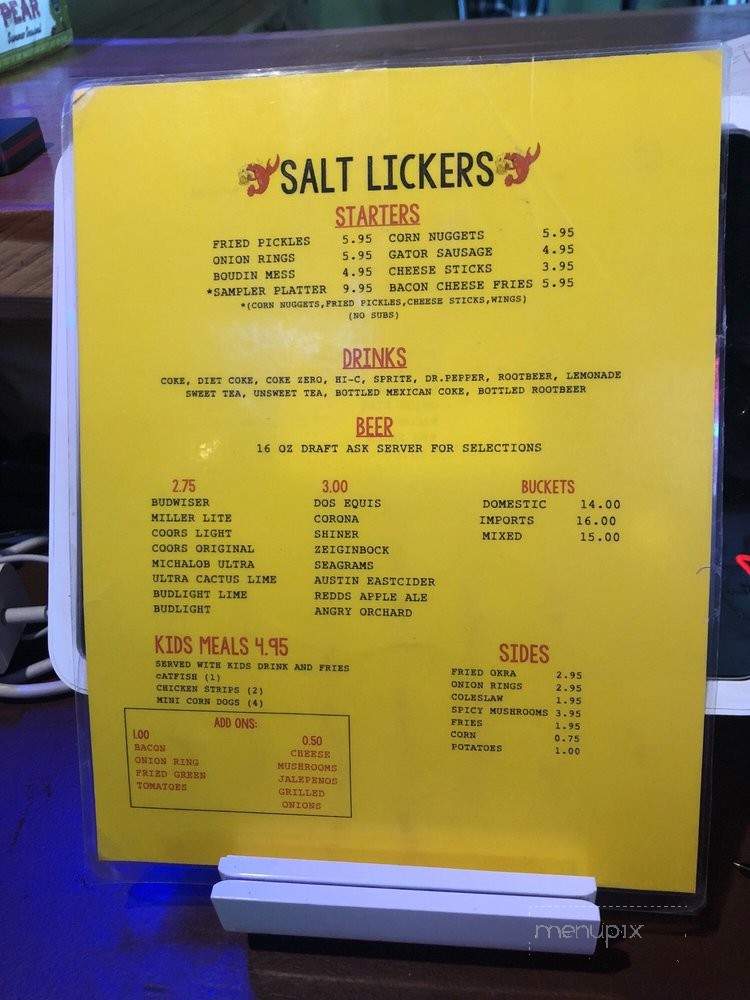 PEAR
SALT LICKERS
STARTERS
FRIED PICKLES 5.95 CORN NUGGETS 5.95
ONION RINGS 5.95 GATOR SAUSAGE 4.95
BOUDIN MESS 4.95 CHEESE STICKS 3.95
*SAMPLER PLATTER 9.95 BACON CHEESE FRIES 5.95
*(CORN NUGGETS,FRIED PICKLES,CHEESE STICKS,WINGS)
(NO SUBS)
DRINKS
COKE, DIET COKE, COKE ZERO, HI-C, SPRITE, DR.PEPPER, ROOTBEER, LEMONADE
SWEET TEA, UNSWEET TEA, BOTTLED MEXICAN COKE, BOTTLED ROOTBEER
BEER
16 OZ DRAFT ASK SERVER FOR SELECTIONS
2.75
BUDWISER
MILLER LITE
COORS LIGHT
COORS ORIGINAL
MICHALOB ULTRA
ULTRA CACTUS LIME
BUDLIGHT LIME
BUDLIGHT
3.00
DOS EQUIS
CORONA
SHINER
ZEIGINBOCK
SEAGRAMS
AUSTIN EASTCIDER
REDDS APPLE ALE
ANGRY ORCHARD
BUCKETS
DOMESTIC 14.00
IMPORTS 16.00
MIXED 15.00
KIDS MEALS 4.95
SERVED WITH KIDS DRINK AND FRIES
cATFISH (1)
CHICKEN STRIPS (2)
MINI CORN DOGS (4)
SIDES
FRIED OKRA 2.95
ONION RINGS 2.95
COLESLAW 1.95
SPICY MUSHROOMS 3.95
FRIES 1.95
CORN 0.75
POTATOES 1.00
ADD ONS:
1.00
BACON
ONION RING
FRIED GREEN
TOMATOES
0.50
CHEESE
MUSHROOMS
JALEPENOS
GRILLED
ONIONS
menupix